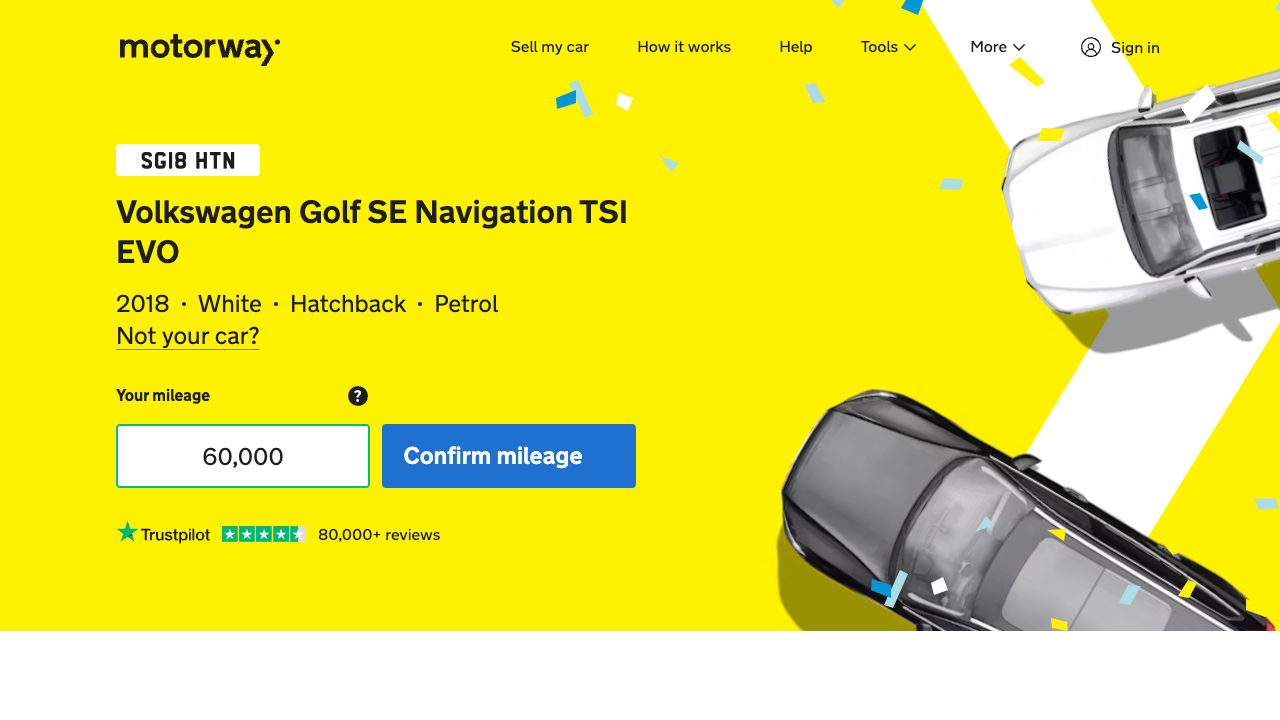 motorway
Sell my car
How it works
Help
Tools
More
Sign in
SG18 HTN
Volkswagen Golf SE Navigation TSI
EVO
2018 · White · Hatchback · Petrol
Not your car?
Your mileage
?
60,000
Confirm mileage
Trustpilot
80,000+ reviews